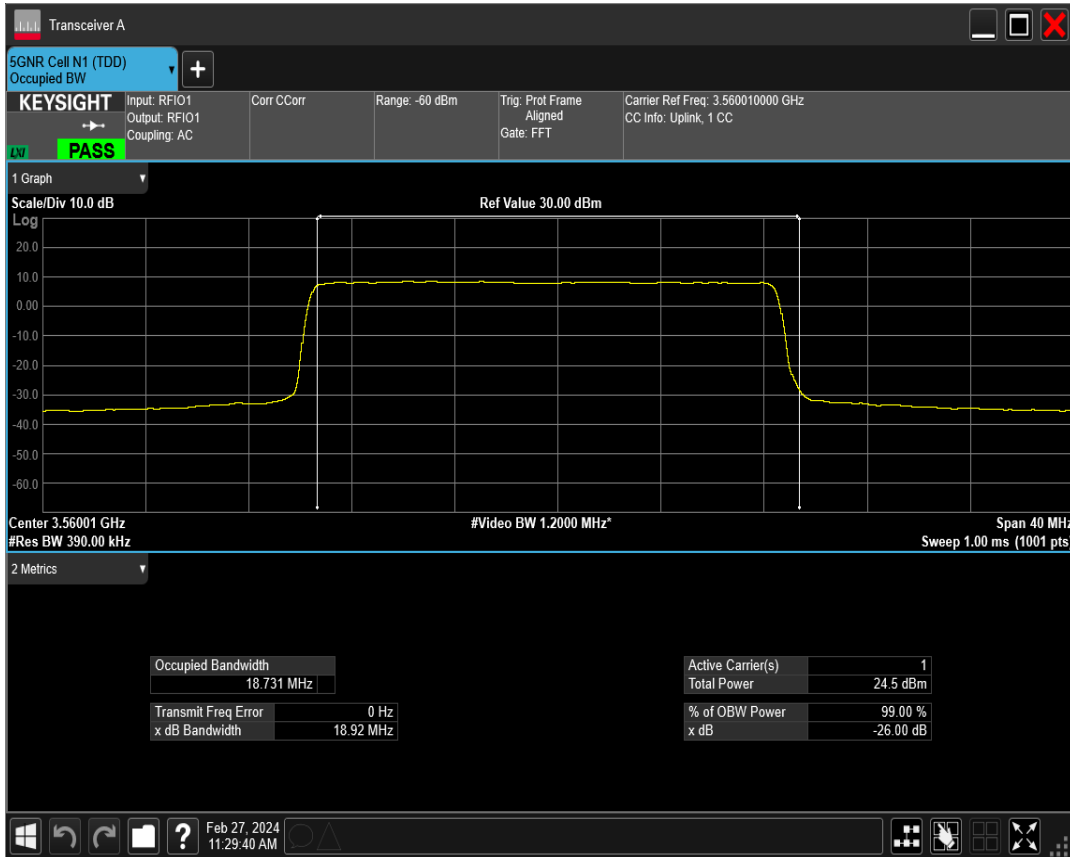 Transceiver A
5GNR Cell N1 (TDD)
Occupied BW
KEYSIGHT
LXI
PASS
Input: RFIO1
Output: RFIO1
Coupling: AC
Corr CCorr
Range: -60 dBm
Trig: Prot Frame
Aligned
Gate: FFT
Carrier Ref Freq: 3.560010000 GHz
CC Info: Uplink, 1 CC
1 Graph
Scale/Div 10.0 dB
Ref Value 30.00 dBm
Log
20.0
10.0
0.00
-10.0
-20.0
-30.0
-40.0
-50.0
-60.0
Center 3.56001 GHz
#Video BW 1.2000 MHz*
Span 40 MHz
#Res BW 390.00 kHz
Sweep 1.00 ms (1001 pts)
2 Metrics
Occupied Bandwidth
18.731 MHz
Transmit Freq Error 0 Hz
x dB Bandwidth 18.92 MHz
Active Carrier(s) 1
Total Power 24.5 dBm
% of OBW Power 99.00 %
x dB -26.00 dB
?
Feb 27, 2024
11:29:40 AM